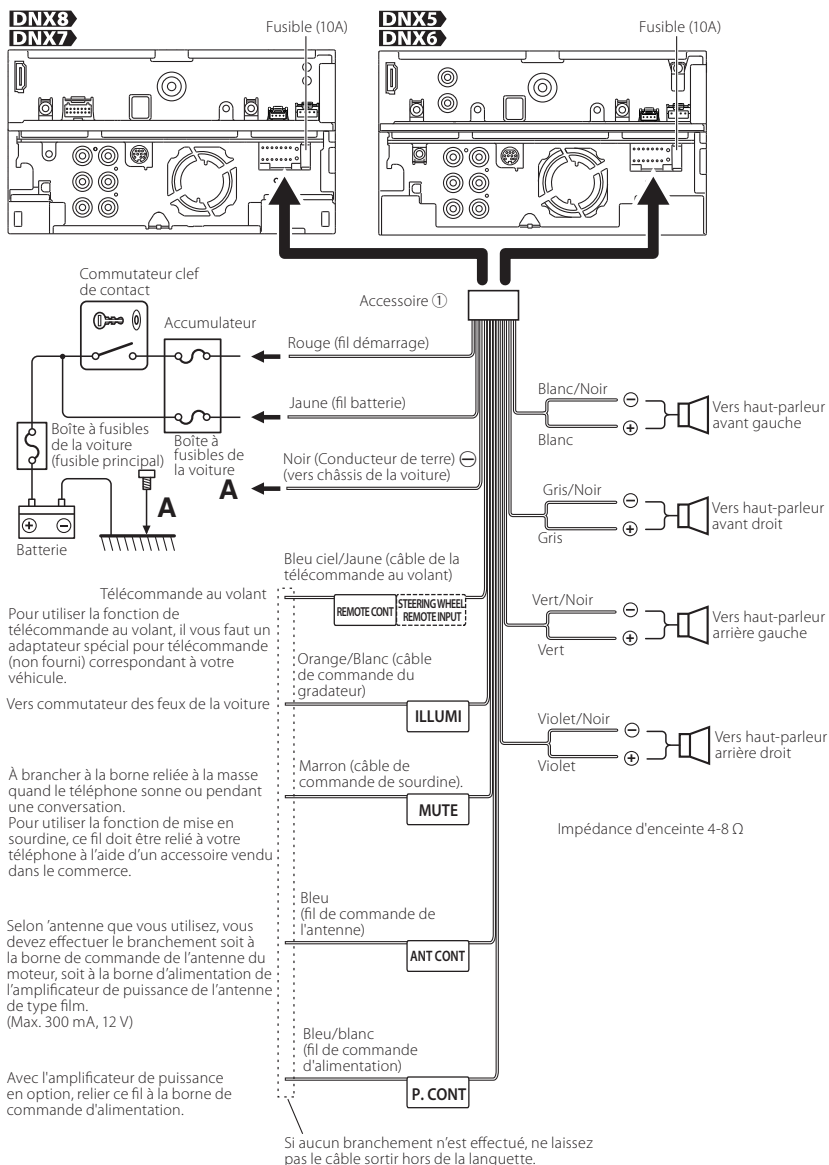 DNX8
DNX7
Fusible (10A)
DNX5
DNX6
Fusible (10A)
Commutateur clef
de contact
Accumulateur
Accessoire ①
Rouge (fil démarrage)
Jaune (fil batterie)
Boîte à fusibles
de la voiture
(fusible principal)
Boîte à
fusibles de
la voiture
Noir (Conducteur de terre) ⊖
(vers châssis de la voiture)
A
A
⊕ ⊖
Batterie
Blanc/Noir
⊖
Blanc
⊕
Vers haut-parleur
avant gauche
Gris/Noir
⊖
Gris
⊕
Vers haut-parleur
avant droit
Vert/Noir
⊖
Vert
⊕
Vers haut-parleur
arrière gauche
Violet/Noir
⊖
Violet
⊕
Vers haut-parleur
arrière droit
Impédance d'enceinte 4-8 Ω
Bleu ciel/Jaune (câble de la
télécommande au volant)
REMOTE CONT
STEERING WHEEL
REMOTE INPUT
Télécommande au volant
Pour utiliser la fonction de
télécommande au volant, il vous faut un
adaptateur spécial pour télécommande
(non fourni) correspondant à votre
véhicule.
Orange/Blanc (câble
de commande du
gradateur)
ILLUMI
Vers commutateur des feux de la voiture
Marron (câble de
commande de sourdine).
MUTE
À brancher à la borne reliée à la masse
quand le téléphone sonne ou pendant
une conversation.
Pour utiliser la fonction de mise en
sourdine, ce fil doit être relié à votre
téléphone à l'aide d'un accessoire vendu
dans le commerce.
Bleu
(fil de commande de
l'antenne)
ANT CONT
Selon ’antenne que vous utilisez, vous
devez effectuer le branchement soit à
la borne de commande de l’antenne du
moteur, soit à la borne d’alimentation de
l’amplificateur de puissance de l’antenne
de type film.
(Max. 300 mA, 12 V)
Bleu/blanc
(fil de commande
d'alimentation)
P. CONT
Avec l'amplificateur de puissance
en option, relier ce fil à la borne de
commande d'alimentation.
Si aucun branchement n’est effectué, ne laissez
pas le câble sortir hors de la languette.